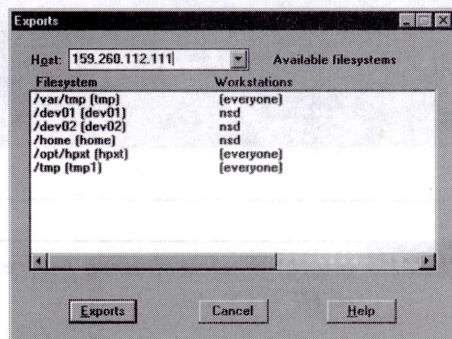 Exports
Host: 159.260.112.111 Available filesystems
Filesystem Workstations
/var/tmp (tmp) (everyone)
/dev01 (dev01) nsd
/dev02 (dev02) nsd
/home (home) nsd
/opt/hpxt (hpxt) (everyone)
/tmp (tmp1) (everyone)
Exports Cancel Help